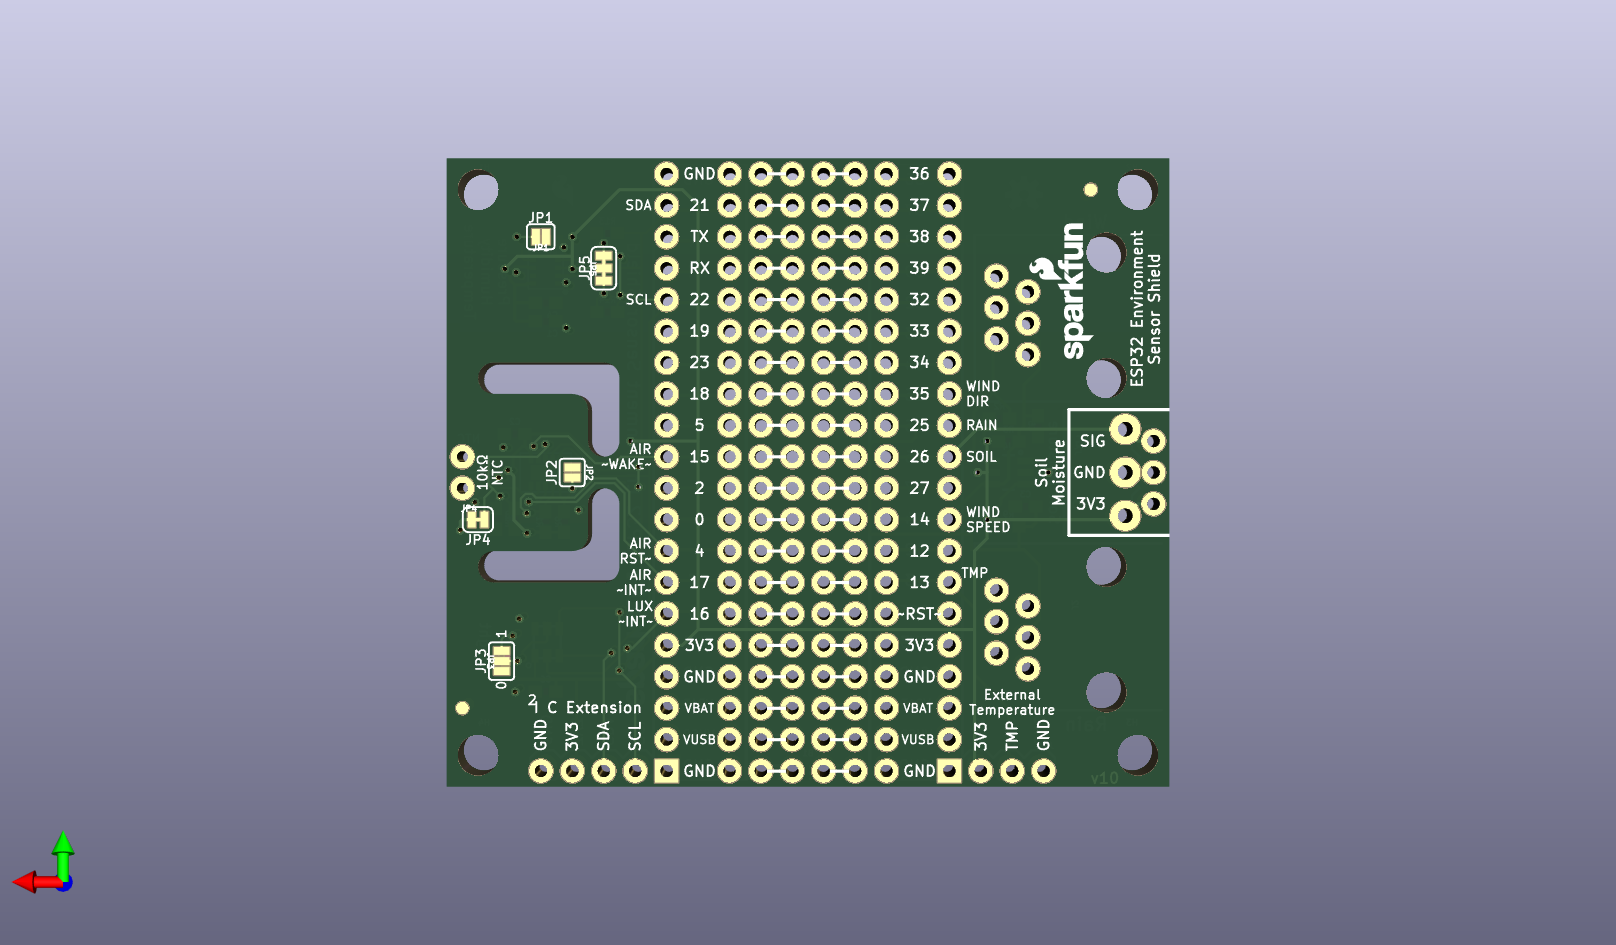 GND 36
SDA 21 37
JP1
TX 38
JP5
RX 39
SCL 22 32
19 33
23 34
18 35 WIND
DIR
5 25 RAIN
AIR
~WAKE~ 15 26 SOIL
2 27
0 14 WIND
SPEED
AIR
RST~ 4 12
AIR
~INT~ 17 13 TMP
LUX
~INT~ 16 ~RST~
3V3 3V3
GND GND
VBAT VBAT
VUSB VUSB
GND GND
sparkfun
ESP32 Environment
Sensor Shield
Soil
Moisture
SIG
GND
3V3
10kΩ
NTC
JP2
JP2
JP4
JP4
1
JP3
0
I2C Extension
GND 3V3 SDA SCL
External
Temperature
3V3 TMP GND
v10